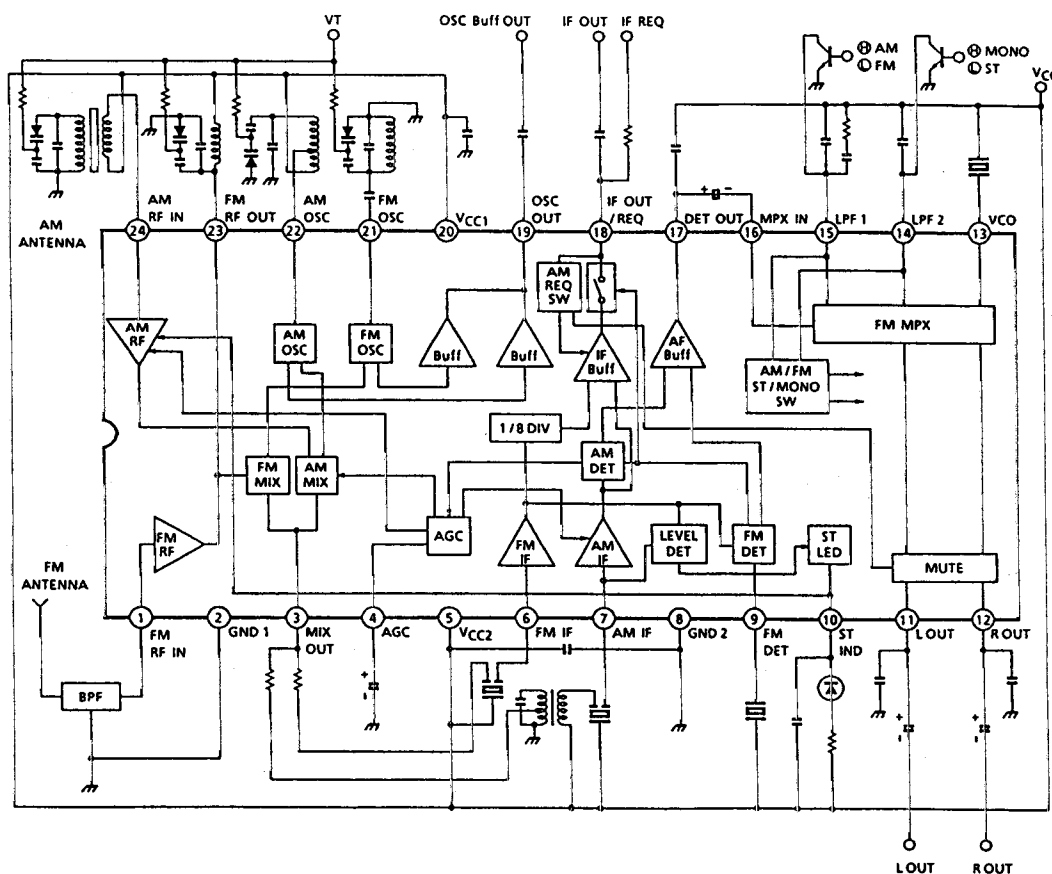 VT
OSC Buff OUT
IF OUT
IF REQ
Ⓗ AM
Ⓛ FM
Ⓗ MONO
Ⓛ ST
AM ANTENNA
AM RF IN
FM RF OUT
AM OSC
FM OSC
VCC1
OSC OUT
IF OUT /REQ
DET OUT
MPX IN
LPF 1
LPF 2
VCO
24
23
22
21
20
19
18
17
16
15
14
13
AM RF
AM OSC
FM OSC
Buff
Buff
AM REQ SW
IF Buff
AF Buff
FM MPX
AM / FM
ST / MONO
SW
1 / 8 DIV
AM DET
FM MIX
AM MIX
FM RF
AGC
FM IF
AM IF
LEVEL DET
FM DET
ST LED
MUTE
FM ANTENNA
1
2
3
4
5
6
7
8
9
10
11
12
FM RF IN
GND 1
MIX OUT
AGC
VCC2
FM IF
AM IF
GND 2
FM DET
ST IND
L OUT
R OUT
BPF
L OUT
R OUT